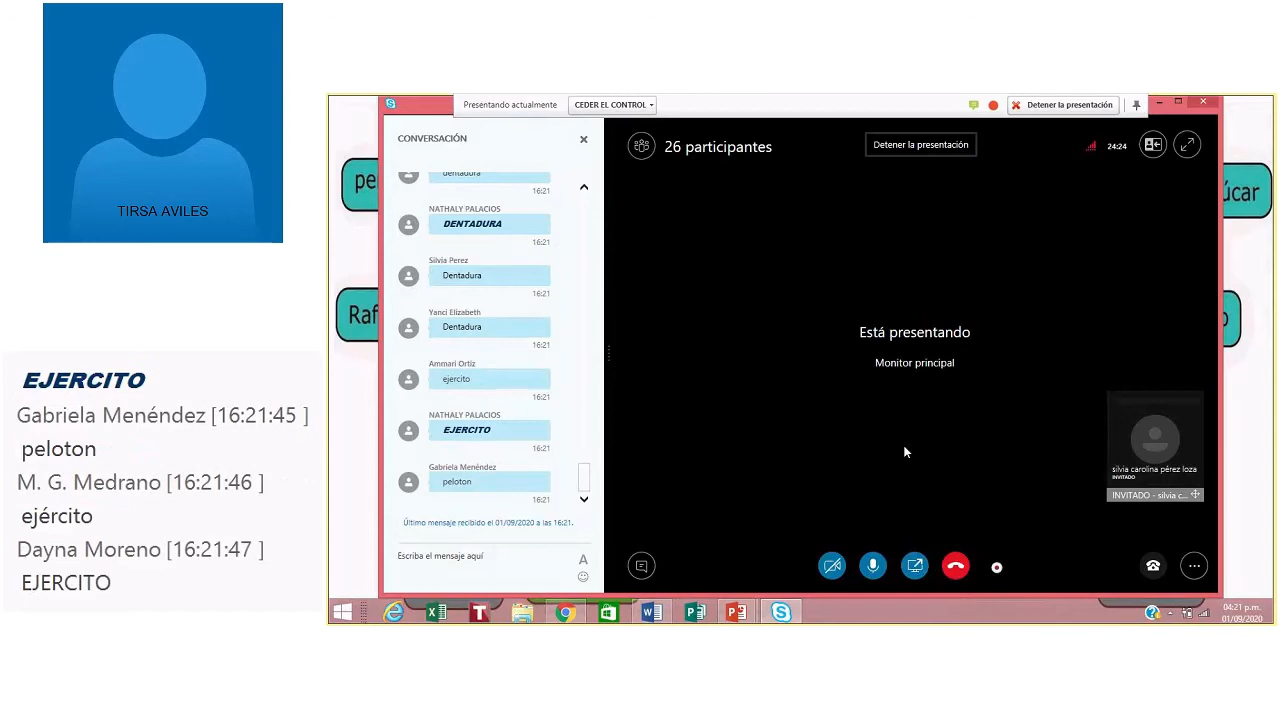 TIRSA AVILES
EJERCITO
Gabriela Menéndez [16:21:45 ]
peloton
M. G. Medrano [16:21:46 ]
ejército
Dayna Moreno [16:21:47 ]
EJERCITO
Presentando actualmente
CEDER EL CONTROL
Detener la presentación
CONVERSACIÓN
dentadura
16:21
NATHALY PALACIOS
DENTADURA
16:21
Silvia Perez
Dentadura
16:21
Yanci Elizabeth
Dentadura
16:21
Ammari Ortiz
ejercito
16:21
NATHALY PALACIOS
EJERCITO
16:21
Gabriela Menéndez
peloton
16:21
Último mensaje recibido el 01/09/2020 a las 16:21.
Escriba el mensaje aquí
26 participantes
Detener la presentación
24:24
Está presentando
Monitor principal
silvia carolina pérez loza
INVITADO
INVITADO - silvia c...
04:21 p.m.
01/09/2020